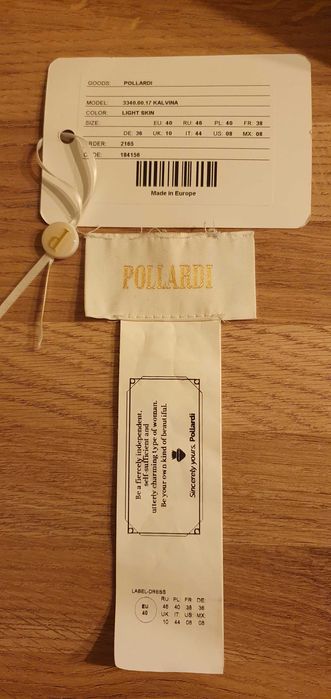 GOODS: POLLARDI
MODEL: 3340.00.17 KALVINA
COLOR: LIGHT SKIN
SIZE: EU: 40 RU: 46 PL: 40 FR: 38
DE: 36 UK: 10 IT: 44 US: 08 MX: 08
ORDER: 2165
CODE: 184156
Made in Europe
P
POLLARDI
Be a fiercely independent,
self-sufficient and
utterly charming type of woman.
Be your own kind of beautiful.
Sincerely yours, Pollardi
LABEL-DRESS
EU
40
RU: PL: FR: DE:
46 40 38 36
UK: IT: US: MX:
10 44 08 08